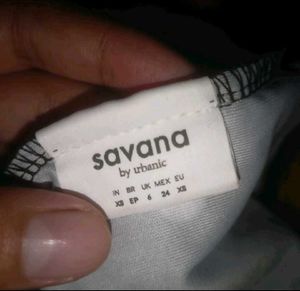 savana
by urbanic
IN BR UK MEX EU
XS EP 6 24 XS